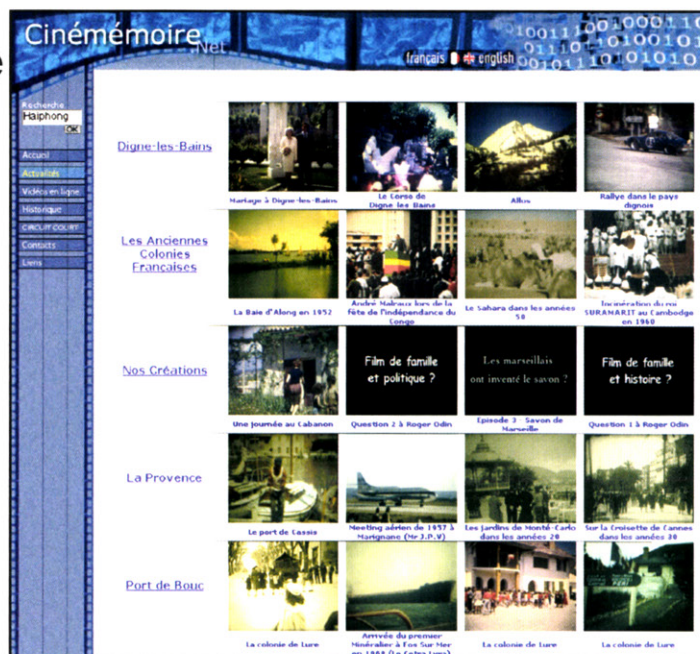 Cinémémoire
.Net
français english
Recherche
Haiphong
OK
Accueil
Actualités
Vidéos en ligne
Historique
CIRCUIT COURT
Contacts
Liens
Digne-les-Bains
Mariage à Digne-les-Bains
Le Corso de
Digne les Bains
Allos
Rallye dans le pays
dignois
Les Anciennes
Colonies
Françaises
La Baie d'Along en 1952
André Malraux lors de la
fête de l'indépendance du
Congo
Le Sahara dans les années
50
Incinération du roi
SURAMARIT au Cambodge
en 1960
Nos Créations
Film de famille
et politique ?
Les marseillais
ont inventé le savon ?
Film de famille
et histoire ?
Une journée au Cabanon
Question 2 à Roger Odin
Episode 3 - Savon de
Marseille
Question 1 à Roger Odin
La Provence
Le port de Cassis
Meeting aérien de 1957 à
Marignane (Mr J.P.V)
Les Jardins de Monté-Carlo
dans les années 20
Sur la Croisette de Cannes
dans les années 30
Port de Bouc
La colonie de Lure
Arrivée du premier
Minéralier à Fos Sur Mer
La colonie de Lure
La colonie de Lure